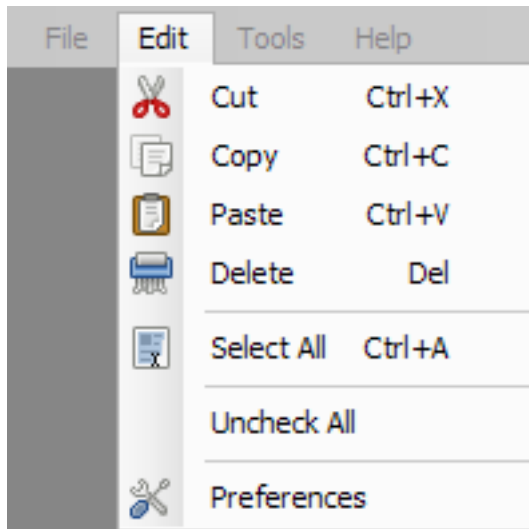 File Edit Tools Help
Cut Ctrl+X
Copy Ctrl+C
Paste Ctrl+V
Delete Del
Select All Ctrl+A
Uncheck All
Preferences